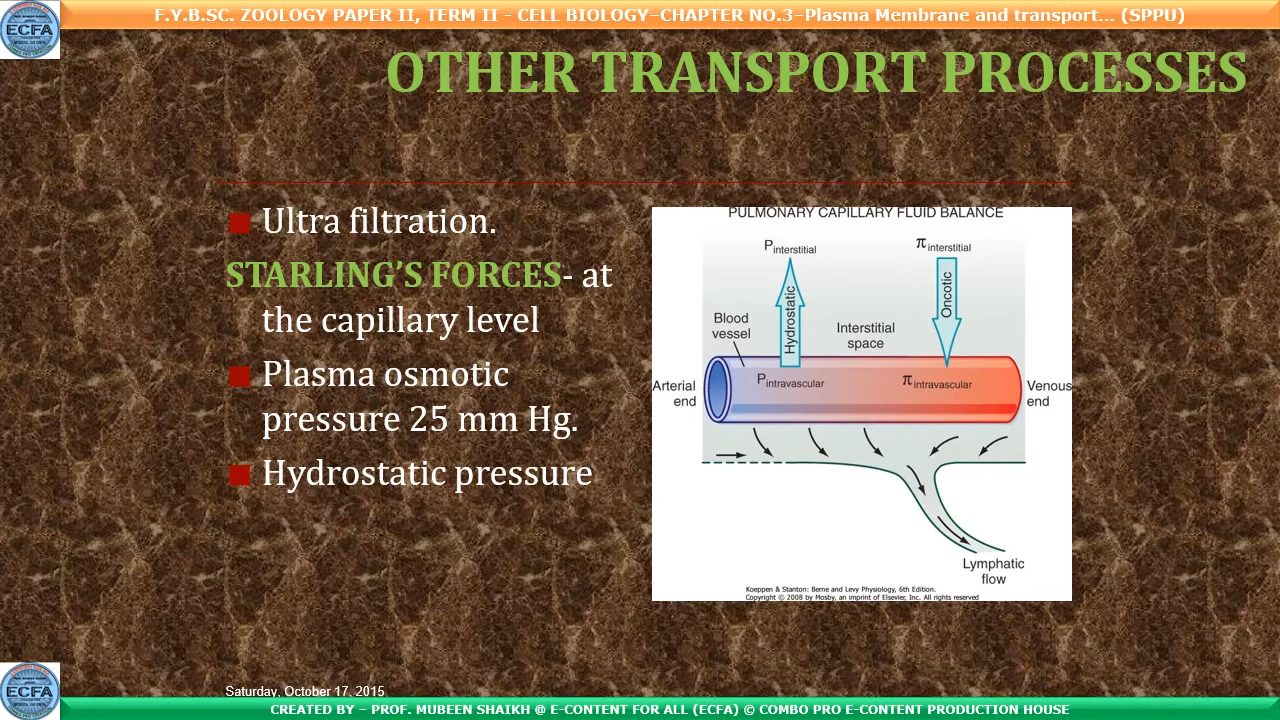 F.Y.B.SC. ZOOLOGY PAPER II, TERM II - CELL BIOLOGY–CHAPTER NO.3–Plasma Membrane and transport... (SPPU)
ECFA
OTHER TRANSPORT PROCESSES
Ultra filtration.
STARLING’S FORCES- at
the capillary level
Plasma osmotic
pressure 25 mm Hg.
Hydrostatic pressure
PULMONARY CAPILLARY FLUID BALANCE
Pinterstitial
πinterstitial
Hydrostatic
Oncotic
Blood
vessel
Interstitial
space
Pintravascular
πintravascular
Arterial
end
Venous
end
Lymphatic
flow
Koeppen & Stanton: Berne and Levy Physiology, 6th Edition.
Copyright © 2008 by Mosby, an imprint of Elsevier, Inc. All rights reserved
Saturday, October 17, 2015
ECFA
CREATED BY – PROF. MUBEEN SHAIKH @ E-CONTENT FOR ALL (ECFA) © COMBO PRO E-CONTENT PRODUCTION HOUSE